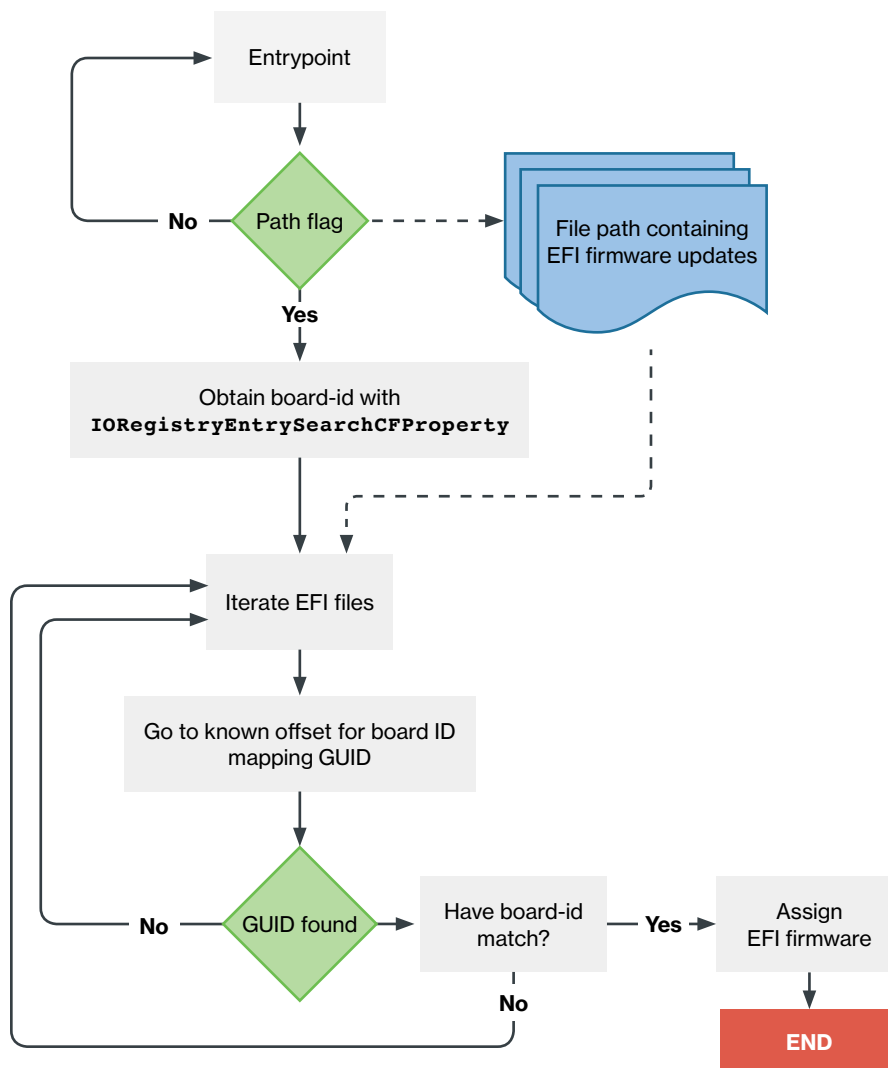 Entrypoint
Path flag
No
File path containing
EFI firmware updates
Yes
Obtain board-id with
IORegistryEntrySearchCFProperty
Iterate EFI files
Go to known offset for board ID
mapping GUID
GUID found
No
Have board-id
match?
Yes
Assign
EFI firmware
No
END